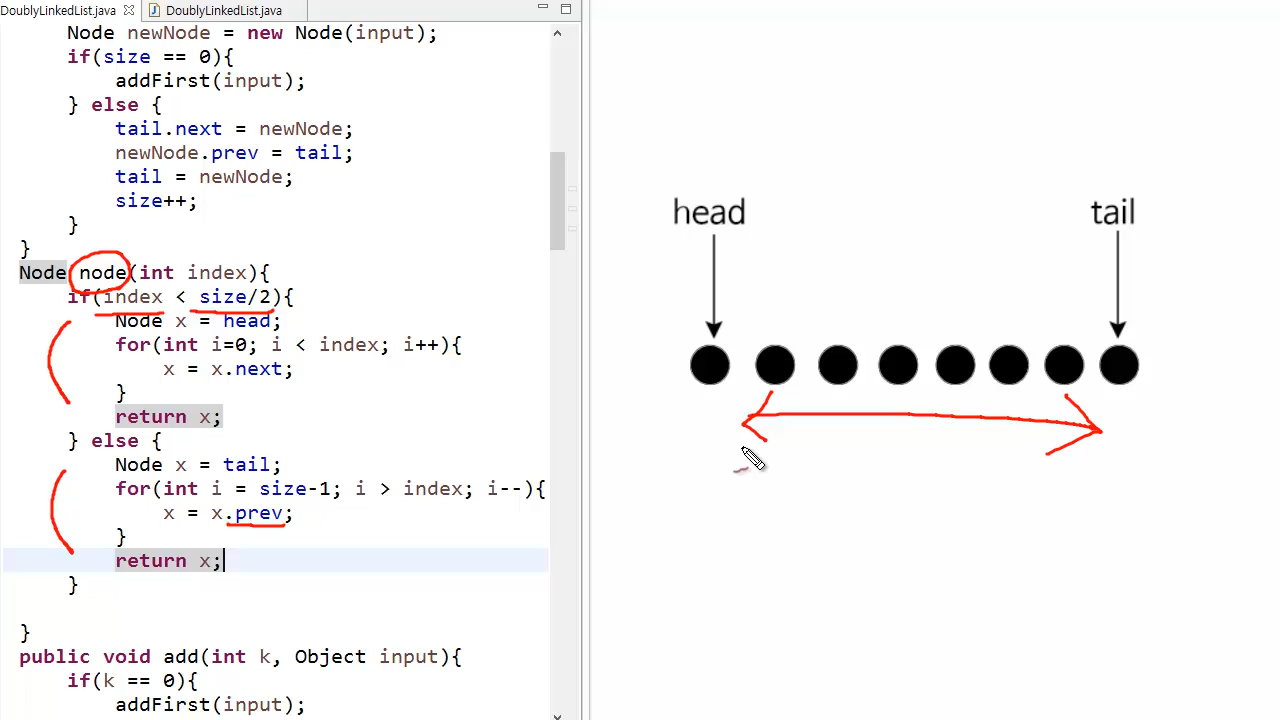 DoublyLinkedList.java DoublyLinkedList.java
Node newNode = new Node(input);
if(size == 0){
addFirst(input);
} else {
tail.next = newNode;
newNode.prev = tail;
tail = newNode;
size++;
}
}
Node node(int index){
if(index < size/2){
Node x = head;
for(int i=0; i < index; i++){
x = x.next;
}
return x;
} else {
Node x = tail;
for(int i = size-1; i > index; i--){
x = x.prev;
}
return x;
}
}
public void add(int k, Object input){
if(k == 0){
addFirst(input);
head tail